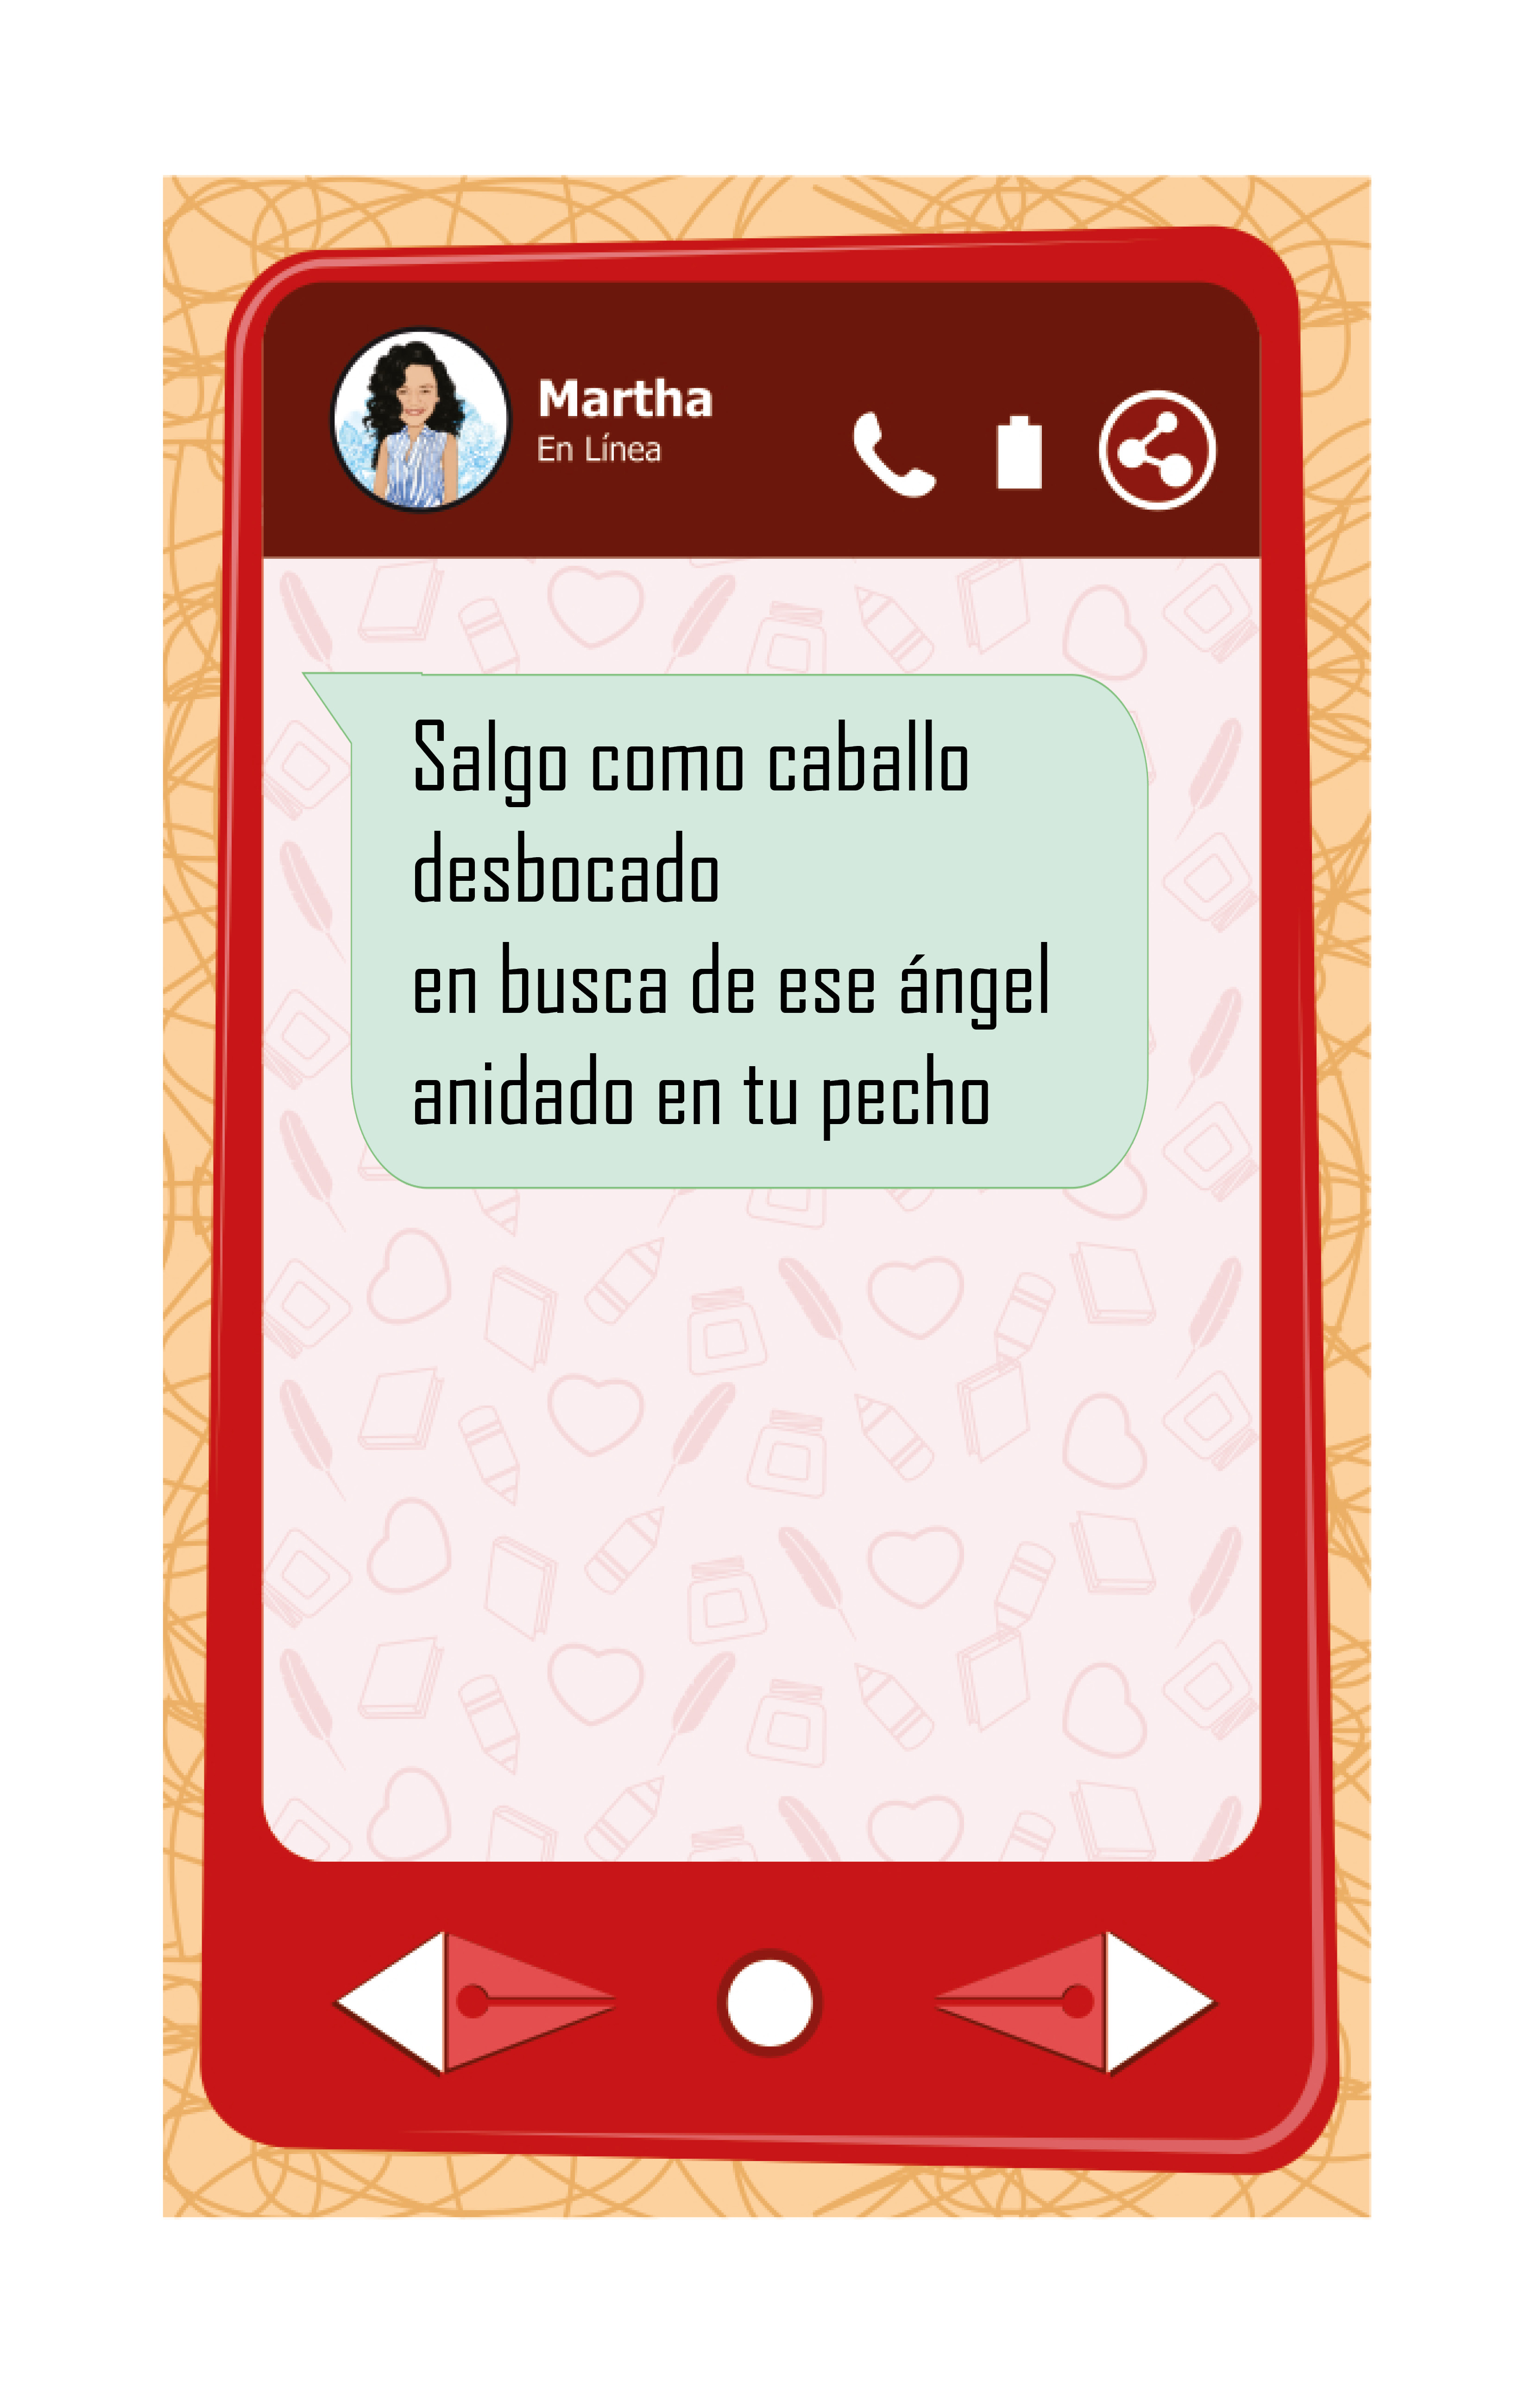 Martha
En Línea
Salgo como caballo
desbocado
en busca de ese ángel
anidado en tu pecho